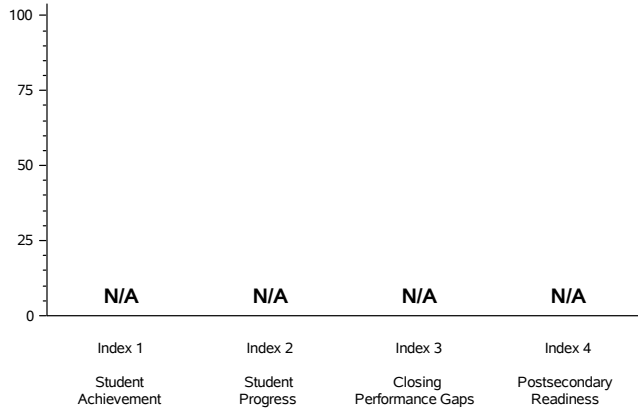 100
75
50
25
0
N/A N/A N/A N/A
Index 1 Index 2 Index 3 Index 4
Student Student Closing Postsecondary
Achievement Progress Performance Gaps Readiness